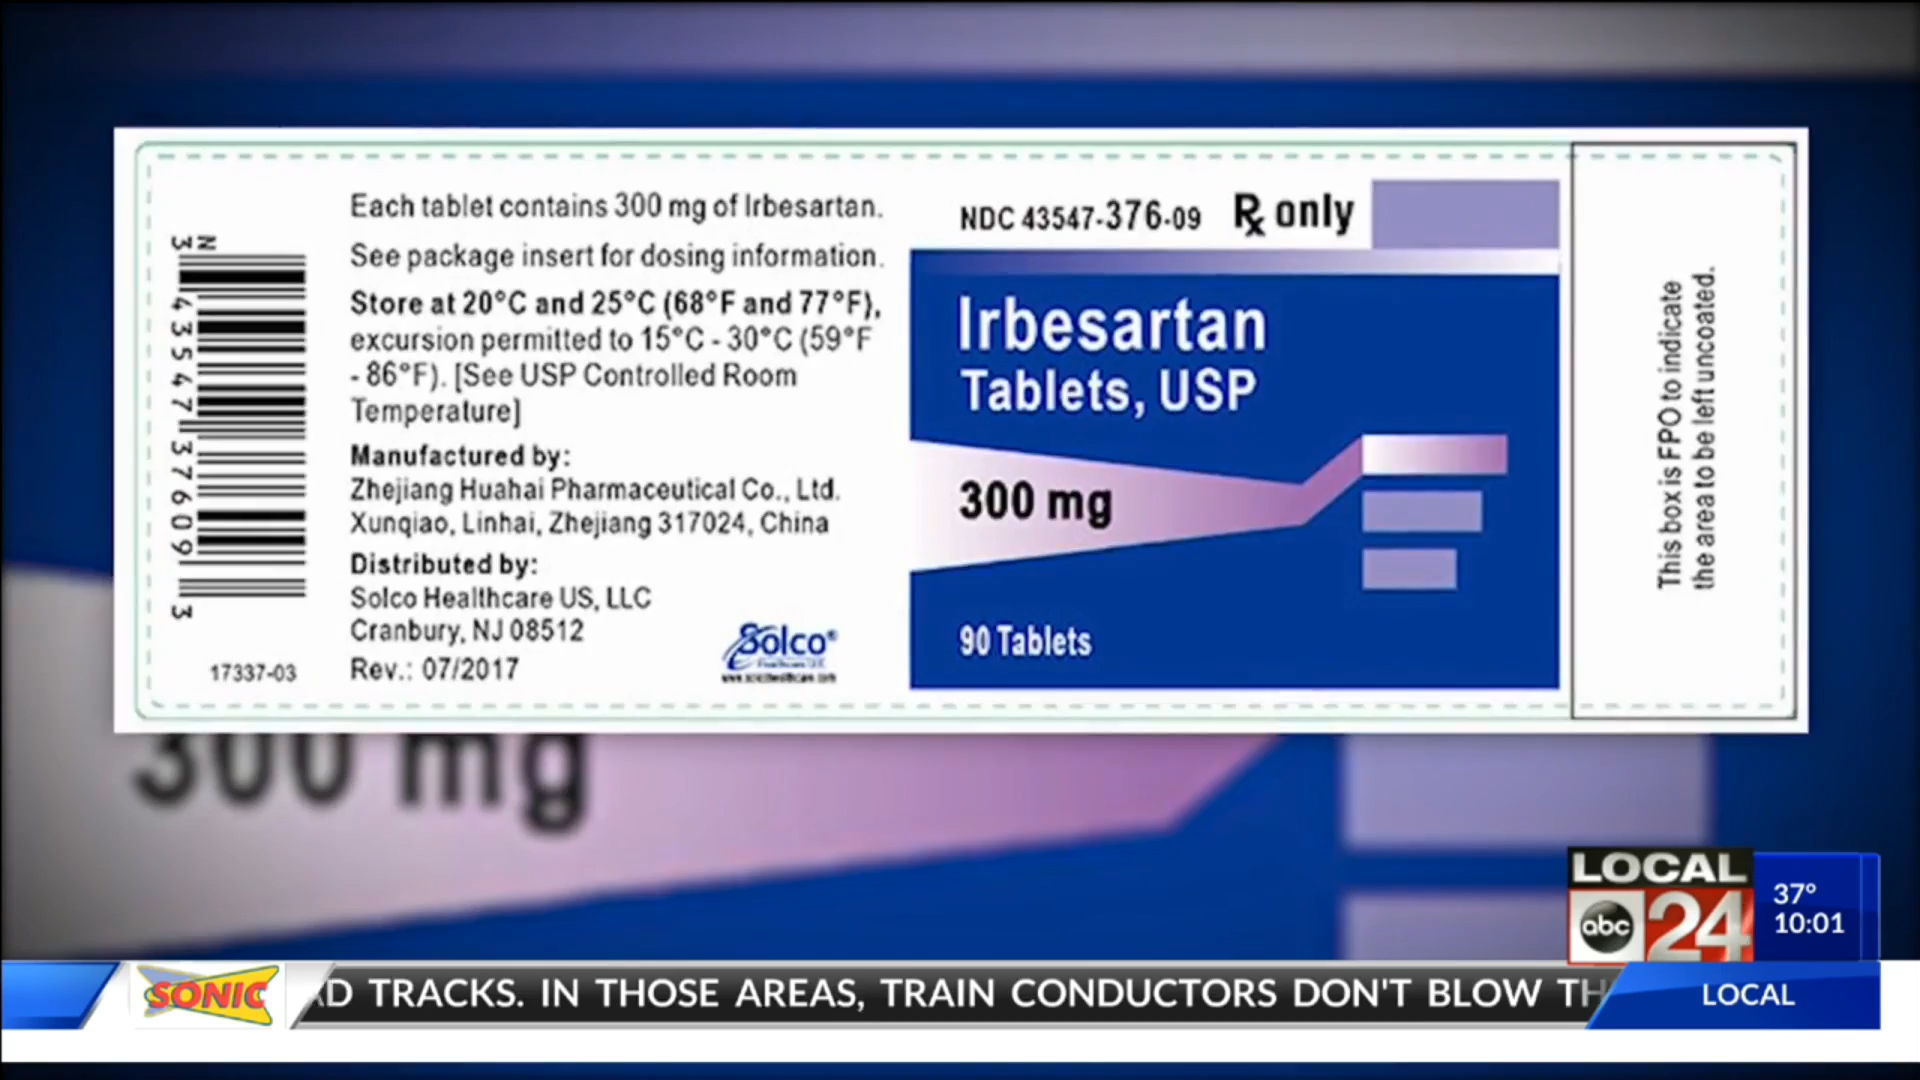 Each tablet contains 300 mg of Irbesartan.
See package insert for dosing information.
Store at 20°C and 25°C (68°F and 77°F),
excursion permitted to 15°C - 30°C (59°F
- 86°F). [See USP Controlled Room
Temperature]
Manufactured by:
Zhejiang Huahai Pharmaceutical Co., Ltd.
Xunqiao, Linhai, Zhejiang 317024, China
Distributed by:
Solco Healthcare US, LLC
Cranbury, NJ 08512
Rev.: 07/2017
N
3 43547 37609 3
17337-03
Solco®
www.solcohealthcare.com
NDC 43547-376-09 Rx only
Irbesartan
Tablets, USP
300 mg
90 Tablets
This box is FPO to indicate
the area to be left uncoated.
300 mg
LOCAL
abc 24
37°
10:01
SONIC
AD TRACKS. IN THOSE AREAS, TRAIN CONDUCTORS DON'T BLOW TH
LOCAL